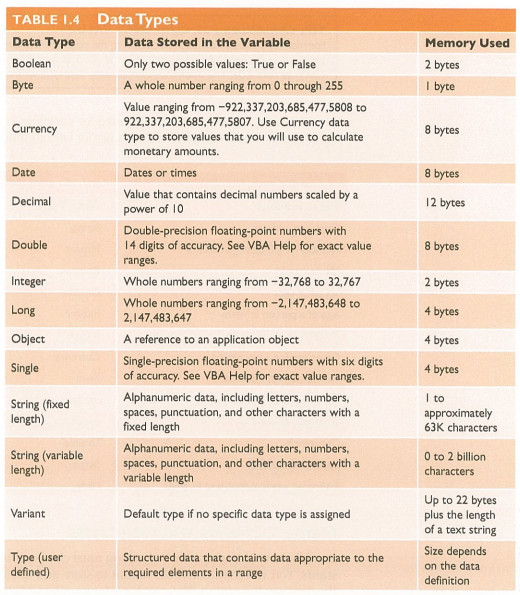 TABLE 1.4 Data Types
Data Type Data Stored in the Variable Memory Used
Boolean Only two possible values: True or False 2 bytes
Byte A whole number ranging from 0 through 255 1 byte
Value ranging from −922,337,203,685,477,5808 to
922,337,203,685,477,5807. Use Currency data
Currency type to store values that you will use to calculate 8 bytes
monetary amounts.
Date Dates or times 8 bytes
Decimal Value that contains decimal numbers scaled by a 12 bytes
power of 10
Double-precision floating-point numbers with
Double 14 digits of accuracy. See VBA Help for exact value 8 bytes
ranges.
Integer Whole numbers ranging from −32,768 to 32,767 2 bytes
Long Whole numbers ranging from −2,147,483,648 to 4 bytes
2,147,483,647
Object A reference to an application object 4 bytes
Single Single-precision floating-point numbers with six digits 4 bytes
of accuracy. See VBA Help for exact value ranges.
String (fixed Alphanumeric data, including letters, numbers, 1 to
length) spaces, punctuation, and other characters with a approximately
fixed length 63K characters
String (variable Alphanumeric data, including letters, numbers, 0 to 2 billion
length) spaces, punctuation, and other characters with a characters
variable length
Up to 22 bytes
Variant Default type if no specific data type is assigned plus the length
of a text string
Type (user Structured data that contains data appropriate to the Size depends
defined) required elements in a range on the data
definition